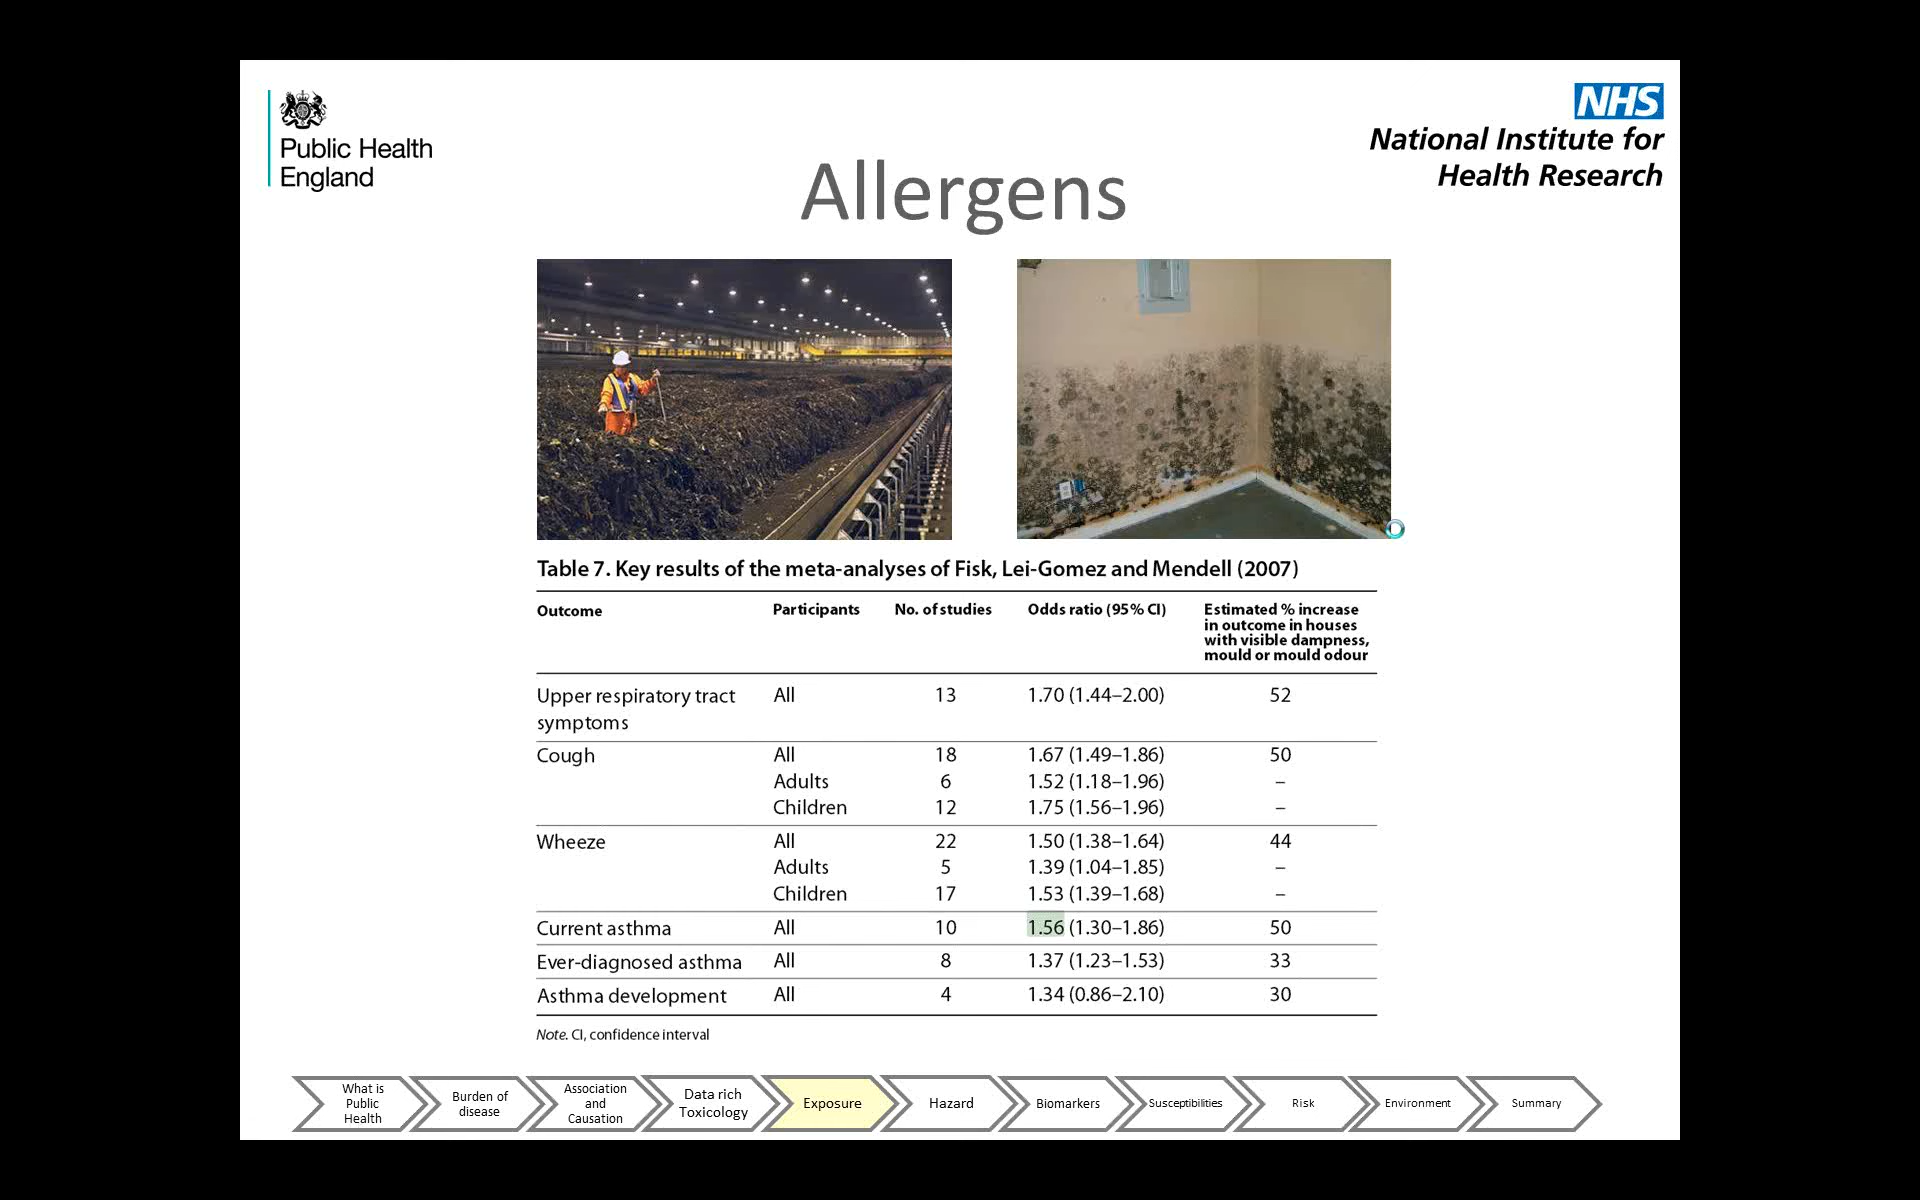 Public Health
England
NHS
National Institute for
Health Research
Allergens
Table 7. Key results of the meta-analyses of Fisk, Lei-Gomez and Mendell (2007)
Outcome Participants No. of studies Odds ratio (95% CI) Estimated % increase
in outcome in houses
with visible dampness,
mould or mould odour
Upper respiratory tract All 13 1.70 (1.44–2.00) 52
symptoms
Cough All 18 1.67 (1.49–1.86) 50
Adults 6 1.52 (1.18–1.96) –
Children 12 1.75 (1.56–1.96) –
Wheeze All 22 1.50 (1.38–1.64) 44
Adults 5 1.39 (1.04–1.85) –
Children 17 1.53 (1.39–1.68) –
Current asthma All 10 1.56 (1.30–1.86) 50
Ever-diagnosed asthma All 8 1.37 (1.23–1.53) 33
Asthma development All 4 1.34 (0.86–2.10) 30
Note. CI, confidence interval
What is
Public
Health
Burden of
disease
Association
and
Causation
Data rich
Toxicology
Exposure
Hazard
Biomarkers
Susceptibilities
Risk
Environment
Summary